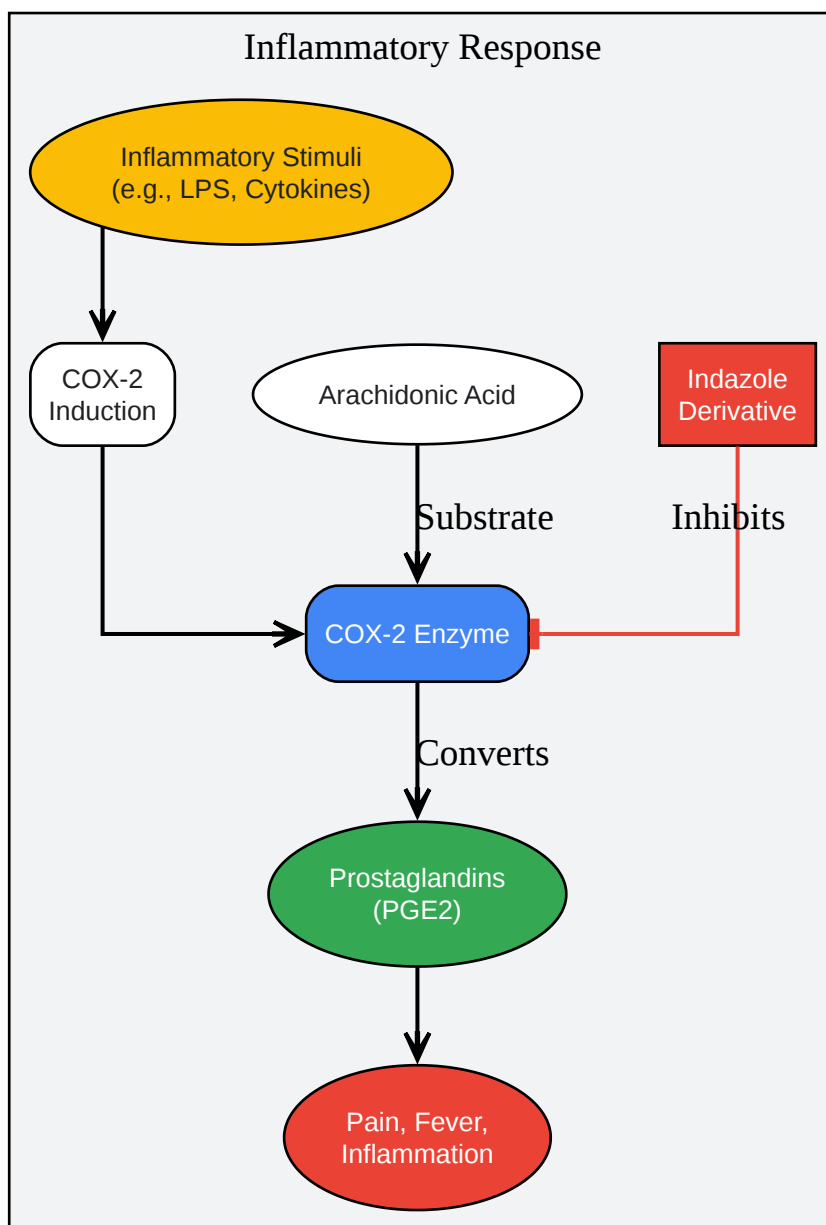 Inflammatory Response
Inflammatory Stimuli
(e.g., LPS, Cytokines)
COX-2
Induction
Arachidonic Acid
Indazole
Derivative
Substrate
Inhibits
COX-2 Enzyme
Converts
Prostaglandins
(PGE2)
Pain, Fever,
Inflammation